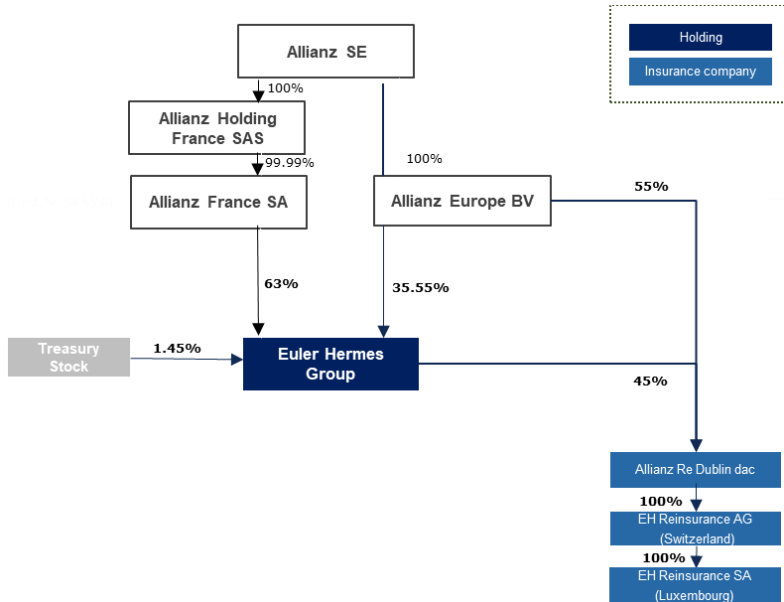 Holding
Insurance company
Allianz SE
100%
Allianz Holding
France SAS
99.99%
100%
Allianz France SA
Allianz Europe BV
55%
63%
35.55%
Treasury
Stock
1.45%
Euler Hermes
Group
45%
Allianz Re Dublin dac
100%
EH Reinsurance AG
(Switzerland)
100%
EH Reinsurance SA
(Luxembourg)